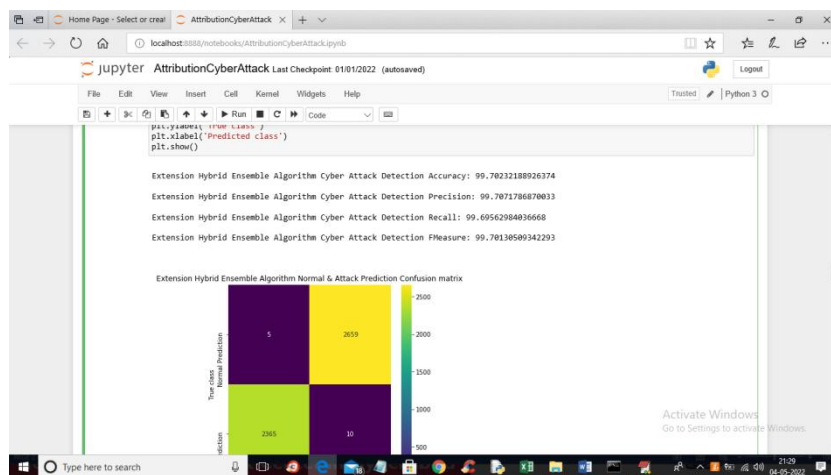 Home Page - Select or creat
AttributionCyberAttack
localhost:8888/notebooks/AttributionCyberAttack.ipynb
jupyter AttributionCyberAttack Last Checkpoint: 01/01/2022 (autosaved)
Logout
File Edit View Insert Cell Kernel Widgets Help
Trusted Python 3
Run Code
plt.ylabel('True class')
plt.xlabel('Predicted class')
plt.show()
Extension Hybrid Ensemble Algorithm Cyber Attack Detection Accuracy: 99.70232188926374
Extension Hybrid Ensemble Algorithm Cyber Attack Detection Precision: 99.7071786870033
Extension Hybrid Ensemble Algorithm Cyber Attack Detection Recall: 99.69562984036668
Extension Hybrid Ensemble Algorithm Cyber Attack Detection FMeasure: 99.70130509342293
Extension Hybrid Ensemble Algorithm Normal & Attack Prediction Confusion matrix
True class
Normal Prediction
5
2659
2365
10
diction
2500
2000
1500
1000
500
Activate Windows
Go to Settings to activate Windows.
Type here to search
18
21:29
04-05-2022